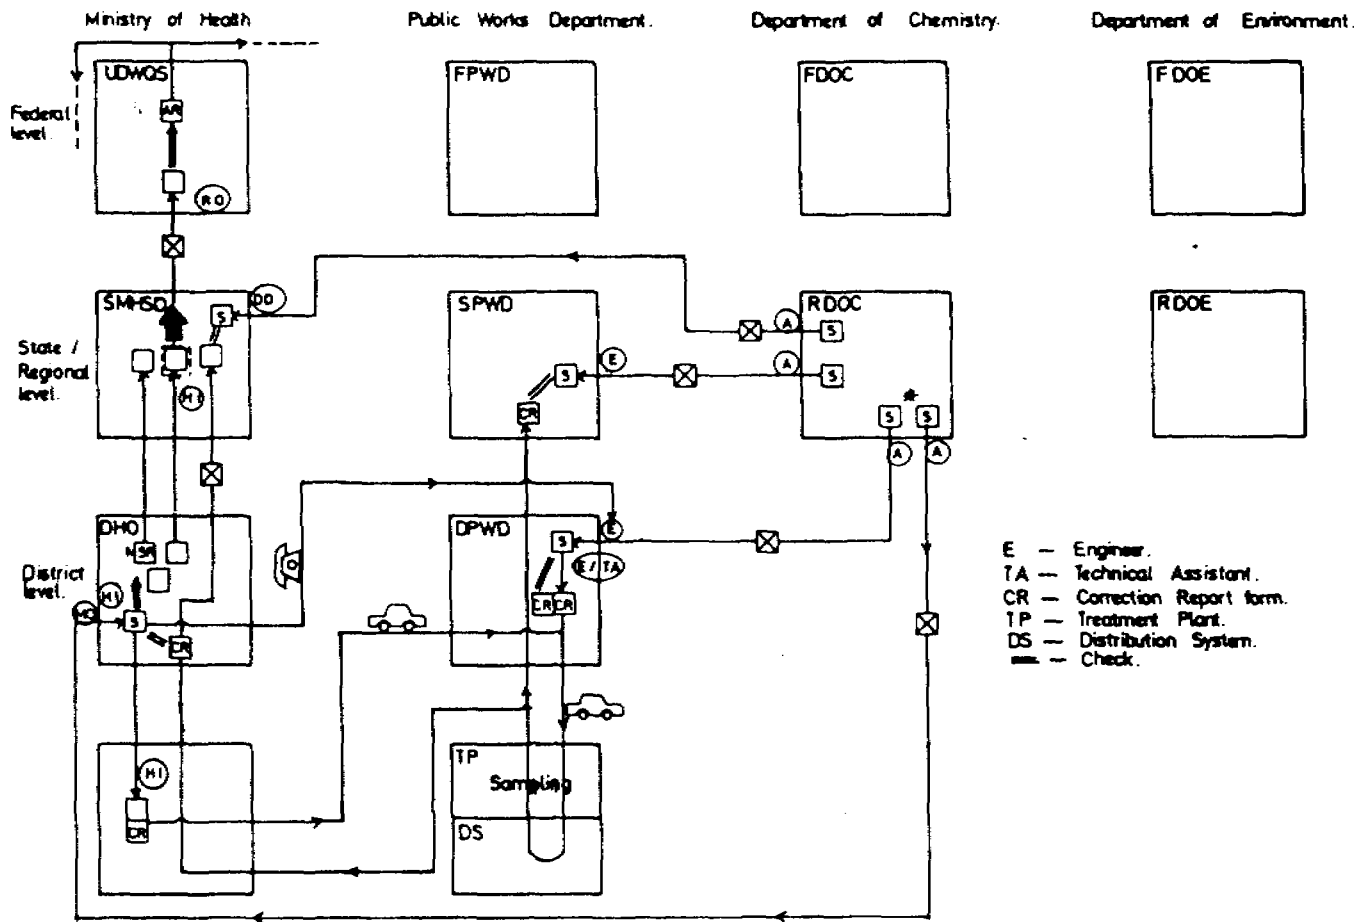 Ministry of Health
Public Works Department.
Department of Chemistry.
Department of Environment.
UDWQS
FPWD
FDOC
FDOE
Federal level.
AR
RO
SMHSD
DD
SPWD
RDOC
RDOE
S
A
S
State / Regional level.
HI
E
S
A
S
CR
*
S
S
A
A
DHO
DPWD
E
SR
S
E / TA
District level.
HI
MO
S
CR
CR
CR
E — Engineer.
TA — Technical Assistant.
CR — Correction Report form.
TP — Treatment Plant.
DS — Distribution System.
— Check.
TP
HI
Sampling
CR
DS